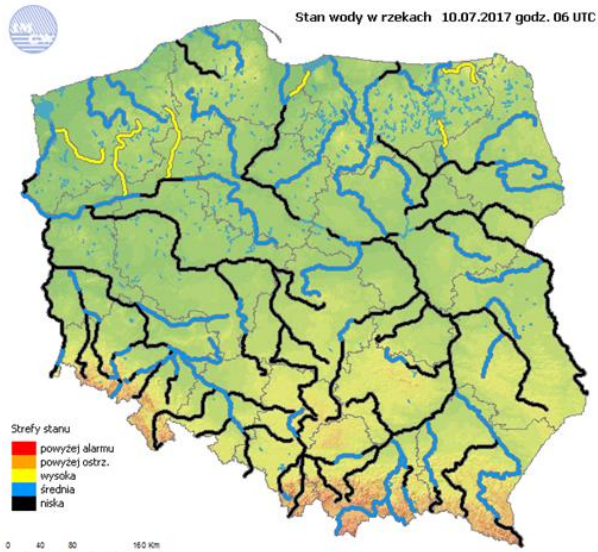 Stan wody w rzekach 10.07.2017 godz. 06 UTC
Strefy stanu
powyżej alarmu
powyżej ostrz.
wysoka
średnia
niska
0 40 80 160 Km